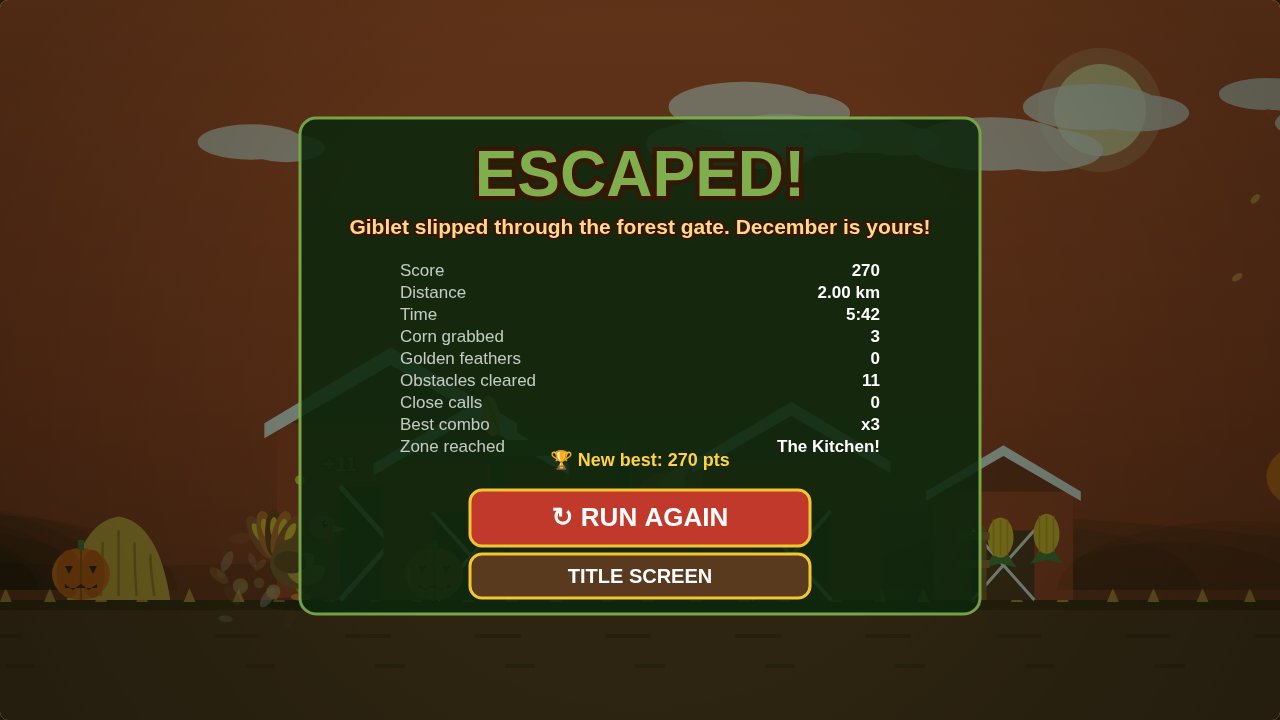 ESCAPED!
Giblet slipped through the forest gate. December is yours!
Score 270
Distance 2.00 km
Time 5:42
Corn grabbed 3
Golden feathers 0
Obstacles cleared 11
Close calls 0
Best combo x3
Zone reached The Kitchen!
🏆 New best: 270 pts
+11
↻ RUN AGAIN
TITLE SCREEN